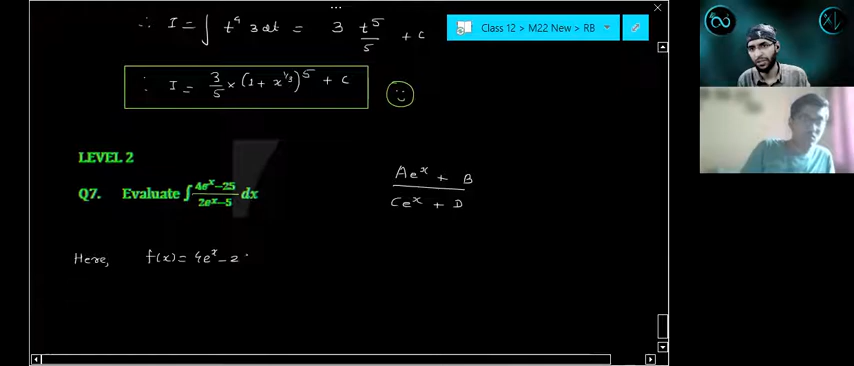 ∴ I = ∫ t⁴ 3dt = 3 t⁵/5 + c
Class 12 > M22 New > RB
∴ I = 3/5 × (1 + x^1/3)⁵ + c
LEVEL 2
Aeˣ + B
Q7. Evaluate ∫ 4eˣ−25/2eˣ−5 dx
Ceˣ + D
Here, f(x) = 4eˣ − 2